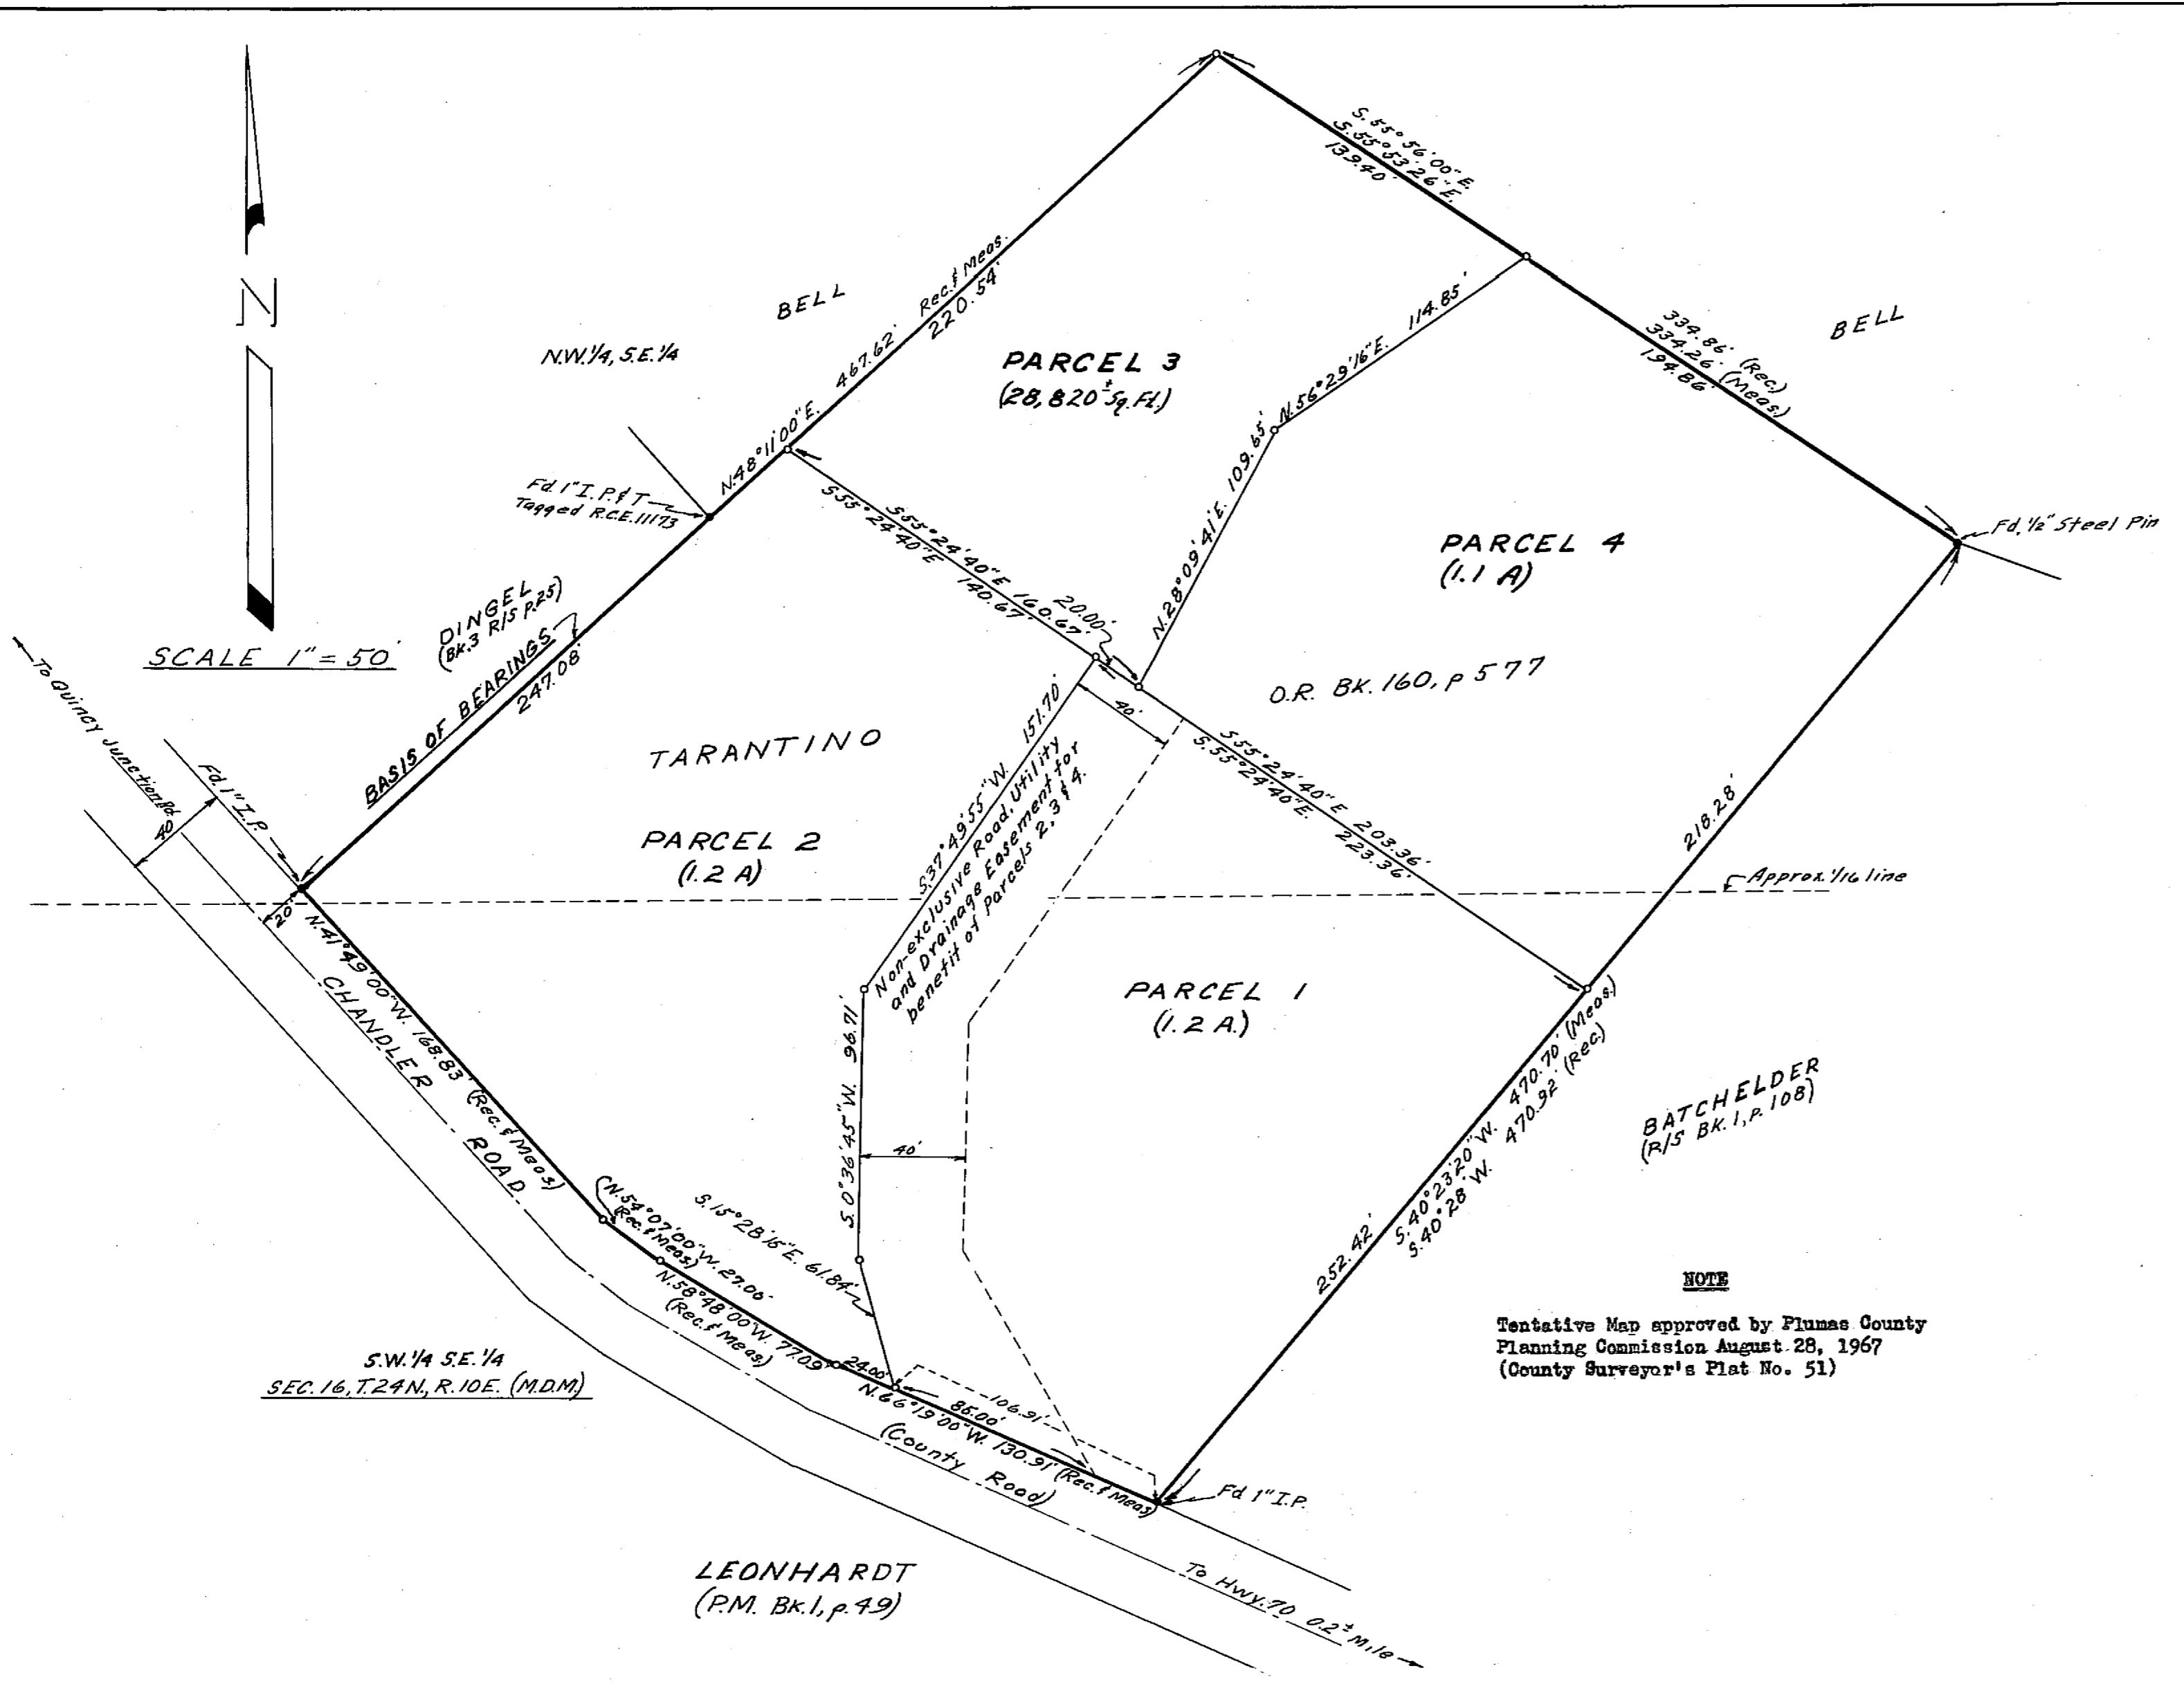 N
SCALE 1" = 50'
BELL
N.W.1/4, S.E.1/4
Fd. 1" I.P.&T
Tagged R.C.E. 11173
N.48°11'00"E. 467.62' Rec.& Meas.
220.54'
S.55°56'00"E.
S.55°53'26"E.
139.40'
BELL
334.86' (Rec.)
334.26' (Meas.)
194.86'
Fd. 1/2" Steel Pin
PARCEL 3
(28,820± Sq. Ft.)
N.56°29'16"E. 114.85'
N.28°09'41"E. 109.65'
PARCEL 4
(1.1 A)
O.R. BK. 160, p 577
DINGEL
(Bk.3 R/S P.25)
BASIS OF BEARINGS
247.08'
S55°24'40"E 160.67'
S55°24'40"E 140.67'
20.00'
40'
S55°24'40"E 203.36'
S.55°24'40"E. 223.36'
TARANTINO
PARCEL 2
(1.2 A)
S.37°49'55"W. 151.70'
Non-exclusive Road, Utility
and Drainage Easement for
benefit of Parcels 2, 3 & 4.
218.28'
Approx. 1/16 line
To Quincy Junction Rd.
40'
Fd. 1" I.P.
20'
N.41°49'00"W. 168.83' (Rec.& Meas.)
CHANDLER ROAD
S.0°36'45"W. 96.71'
40'
PARCEL 1
(1.2 A.)
S.40°23'20"W. 470.70' (Meas.)
S.40°28' W. 470.92' (Rec.)
252.42'
BATCHELDER
(R/S BK. 1, P. 108)
N.54°07'00"W. 27.06'
(Rec.& Meas.)
S.15°28'16"E. 61.84'
N.58°48'00"W. 77.09'
(Rec.& Meas.)
24.00'
106.91'
85.00'
N.66°19'00"W. 130.91' (Rec.& Meas)
(County Road)
Fd 1" I.P.
To Hwy. 70 0.2± Mile
S.W.1/4 S.E.1/4
SEC. 16, T.24N., R.10E. (M.D.M.)
LEONHARDT
(P.M. Bk.1, p.49)
NOTE
Tentative Map approved by Plumas County
Planning Commission August 28, 1967
(County Surveyor's Plat No. 51)